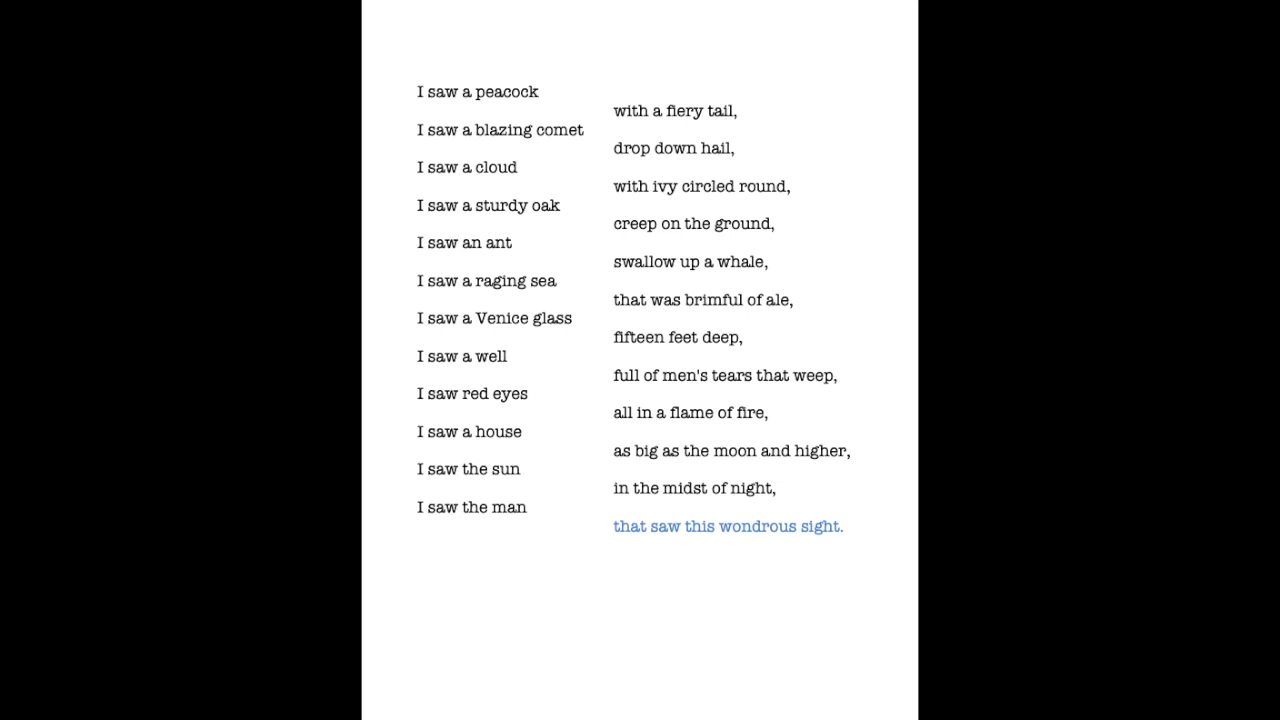 I saw a peacock
with a fiery tail,
I saw a blazing comet
drop down hail,
I saw a cloud
with ivy circled round,
I saw a sturdy oak
creep on the ground,
I saw an ant
swallow up a whale,
I saw a raging sea
that was brimful of ale,
I saw a Venice glass
fifteen feet deep,
I saw a well
full of men's tears that weep,
I saw red eyes
all in a flame of fire,
I saw a house
as big as the moon and higher,
I saw the sun
in the midst of night,
I saw the man
that saw this wondrous sight.